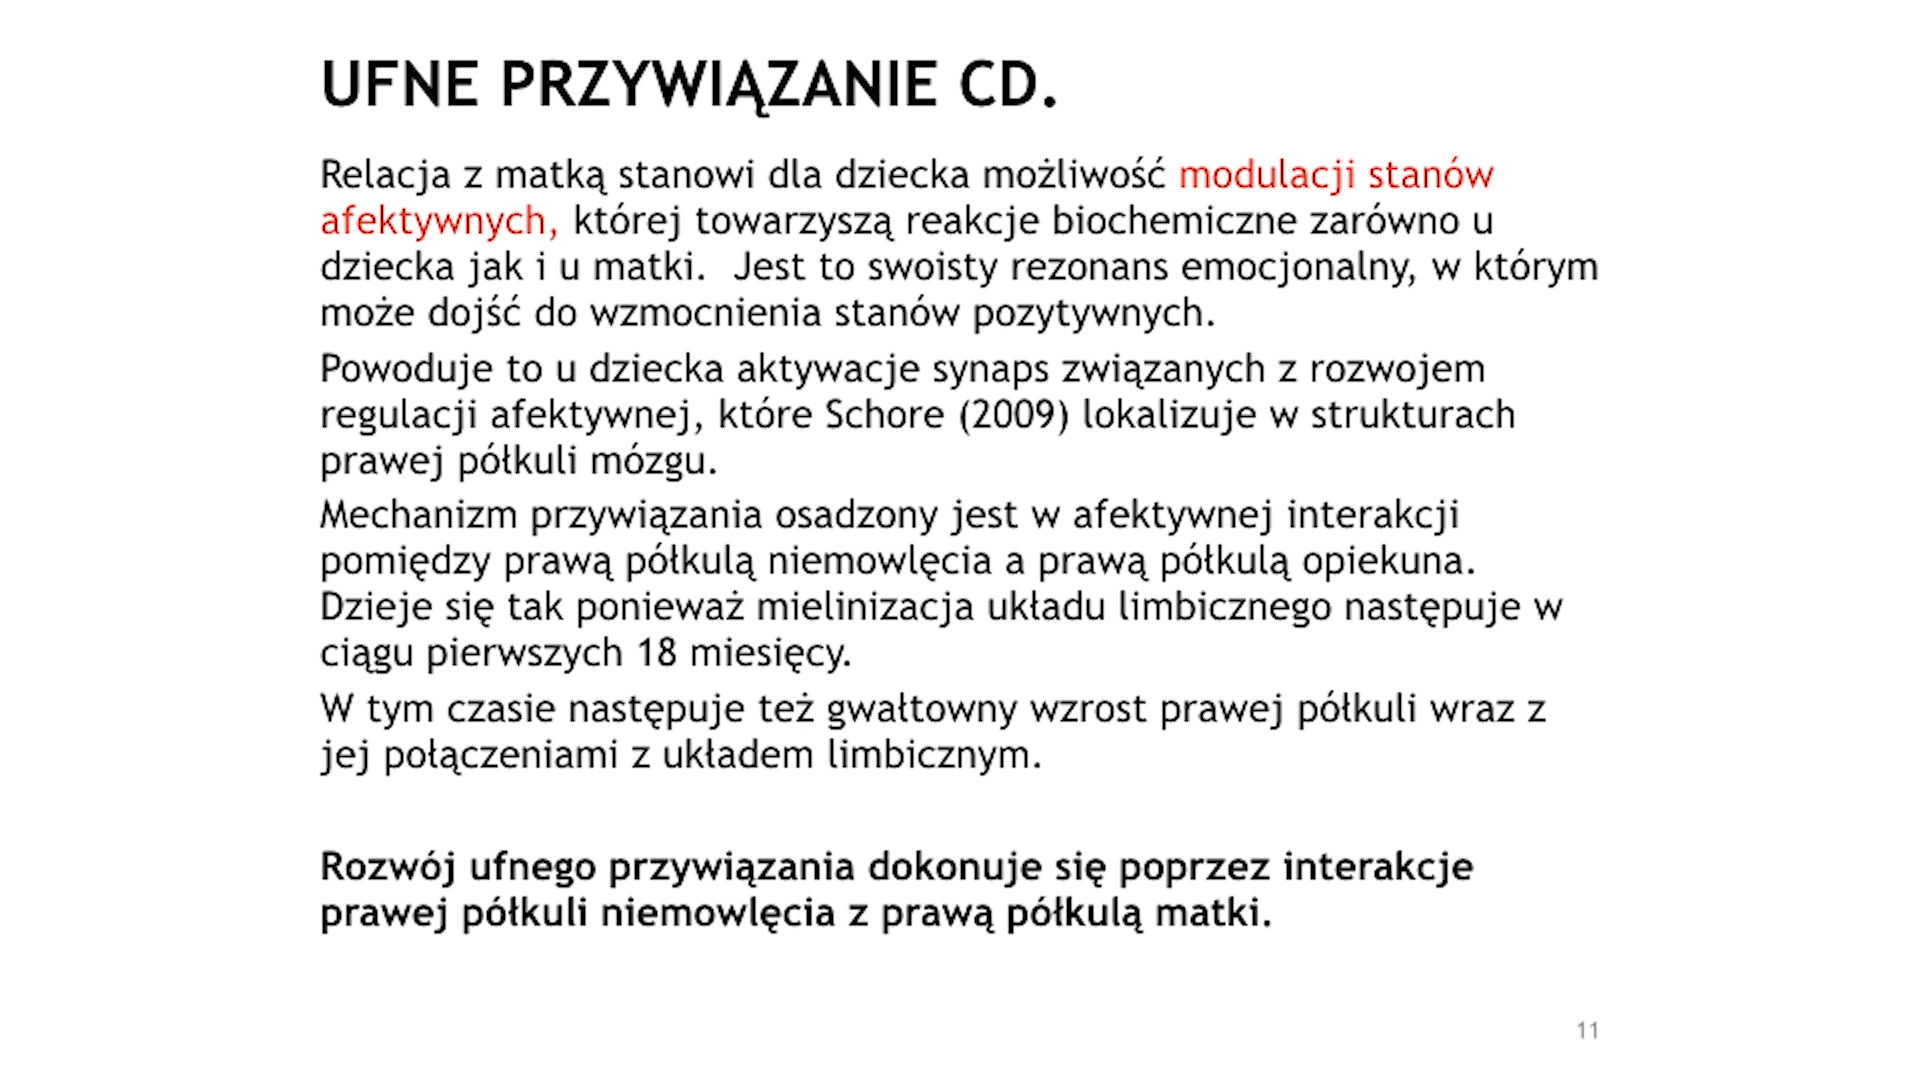 UFNE PRZYWIĄZANIE CD.
Relacja z matką stanowi dla dziecka możliwość modulacji stanów
afektywnych, której towarzyszą reakcje biochemiczne zarówno u
dziecka jak i u matki.  Jest to swoisty rezonans emocjonalny, w którym
może dojść do wzmocnienia stanów pozytywnych.
Powoduje to u dziecka aktywacje synaps związanych z rozwojem
regulacji afektywnej, które Schore (2009) lokalizuje w strukturach
prawej półkuli mózgu.
Mechanizm przywiązania osadzony jest w afektywnej interakcji
pomiędzy prawą półkulą niemowlęcia a prawą półkulą opiekuna.
Dzieje się tak ponieważ mielinizacja układu limbicznego następuje w
ciągu pierwszych 18 miesięcy.
W tym czasie następuje też gwałtowny wzrost prawej półkuli wraz z
jej połączeniami z układem limbicznym.
Rozwój ufnego przywiązania dokonuje się poprzez interakcje
prawej półkuli niemowlęcia z prawą półkulą matki.
11